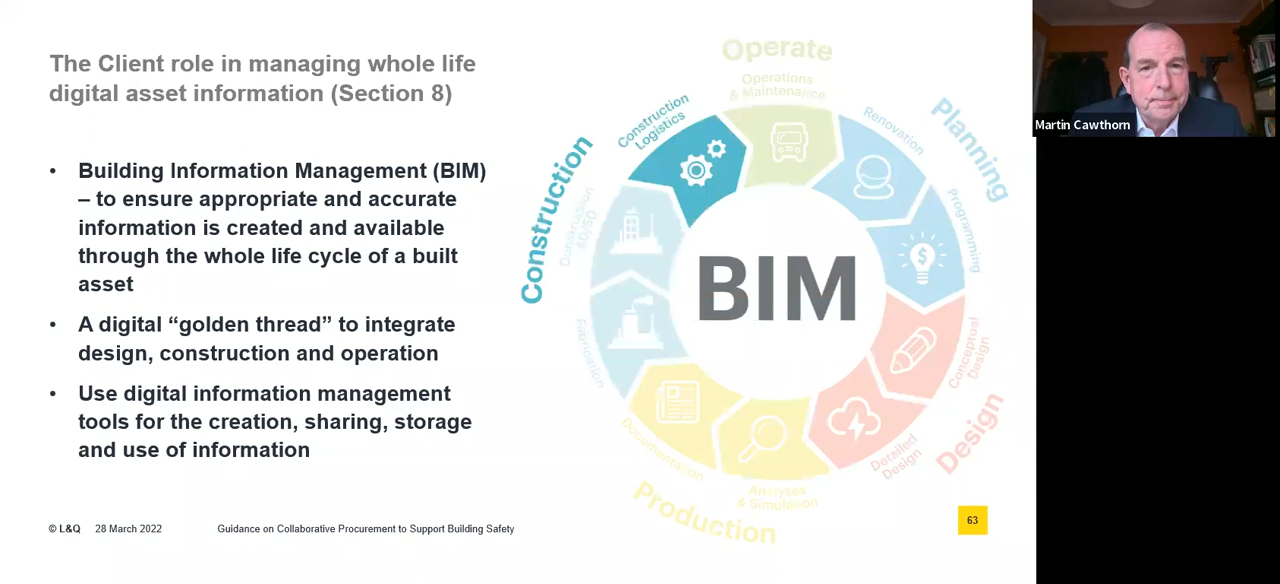 The Client role in managing whole life
digital asset information (Section 8)
• Building Information Management (BIM)
– to ensure appropriate and accurate
information is created and available
through the whole life cycle of a built
asset
• A digital “golden thread” to integrate
design, construction and operation
• Use digital information management
tools for the creation, sharing, storage
and use of information
Operate
Operations
& Maintenance
Renovation
Planning
Programming
Conceptual
Design
Design
Detailed
Design
Analyses
& Simulation
Production
Documentation
Fabrication
Construction
4D/5D
Construction
Construction
Logistics
BIM
© L&Q
28 March 2022
Guidance on Collaborative Procurement to Support Building Safety
63
Martin Cawthorn